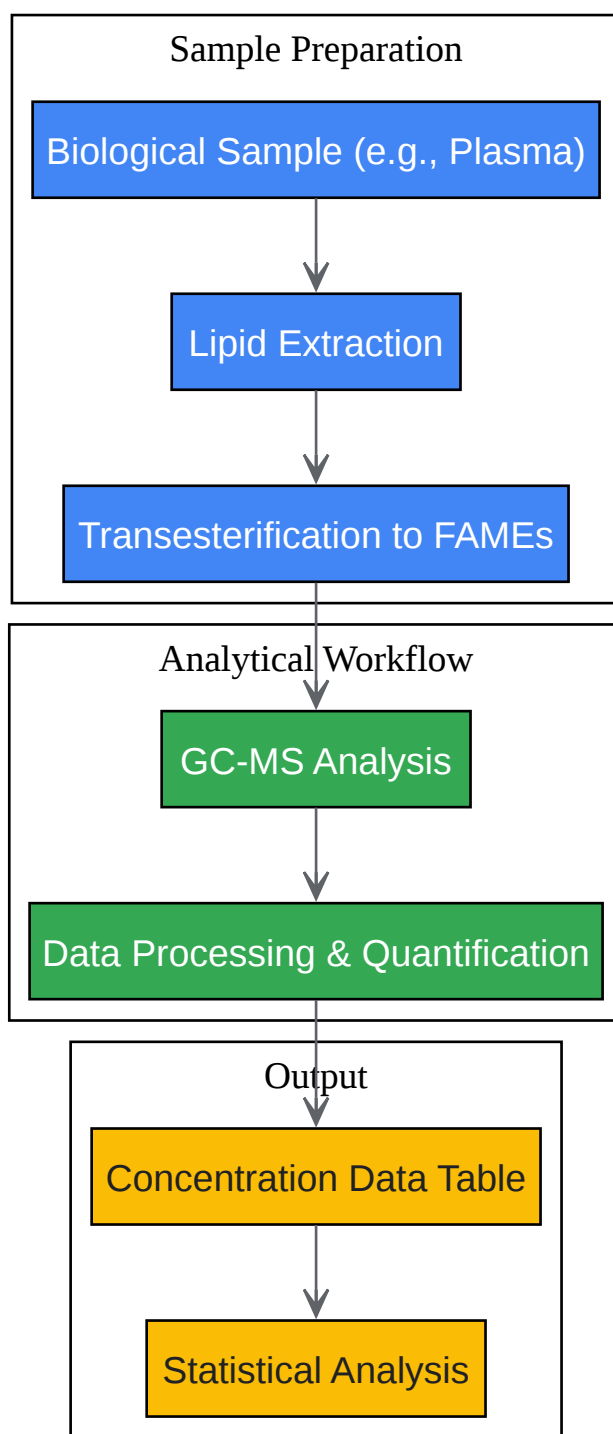 Sample Preparation
Biological Sample (e.g., Plasma)
Lipid Extraction
Transesterification to FAMEs
Analytical Workflow
GC-MS Analysis
Data Processing & Quantification
Output
Concentration Data Table
Statistical Analysis